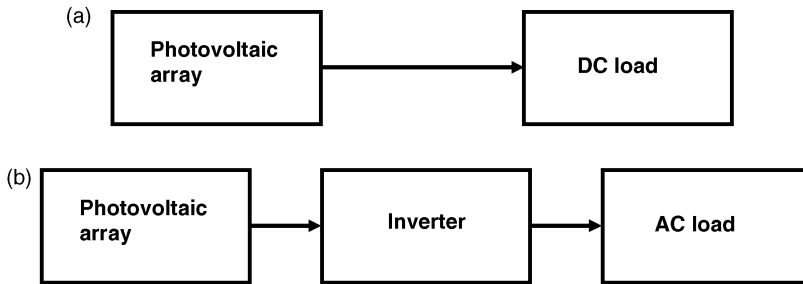 (a)
Photovoltaic
array
DC load
(b)
Photovoltaic
array
Inverter
AC load